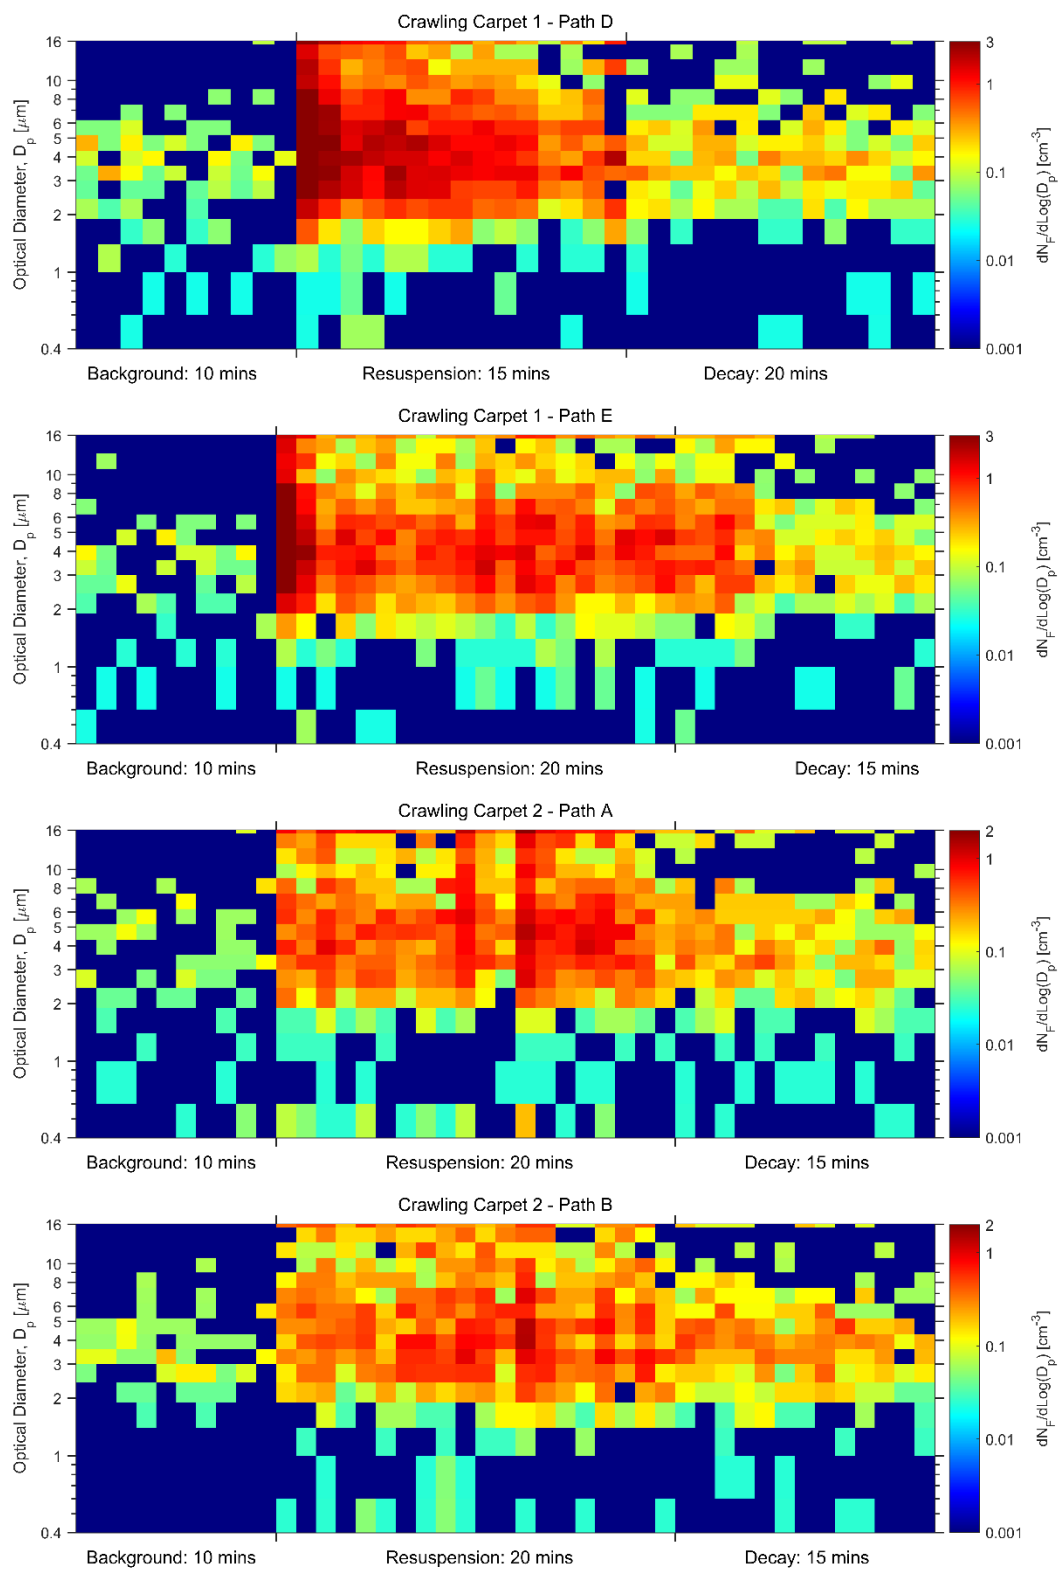 Crawling Carpet 1 - Path D
16
10
8
6
5
4
3
2
1
0.4
Optical Diameter, Dp [μm]
Background: 10 mins
Resuspension: 15 mins
Decay: 20 mins
3
1
0.1
0.01
0.001
dNF/dLog(Dp) [cm-3]
Crawling Carpet 1 - Path E
16
10
8
6
5
4
3
2
1
0.4
Optical Diameter, Dp [μm]
Background: 10 mins
Resuspension: 20 mins
Decay: 15 mins
3
1
0.1
0.01
0.001
dNF/dLog(Dp) [cm-3]
Crawling Carpet 2 - Path A
16
10
8
6
5
4
3
2
1
0.4
Optical Diameter, Dp [μm]
Background: 10 mins
Resuspension: 20 mins
Decay: 15 mins
2
1
0.1
0.01
0.001
dNF/dLog(Dp) [cm-3]
Crawling Carpet 2 - Path B
16
10
8
6
5
4
3
2
1
0.4
Optical Diameter, Dp [μm]
Background: 10 mins
Resuspension: 20 mins
Decay: 15 mins
2
1
0.1
0.01
0.001
dNF/dLog(Dp) [cm-3]